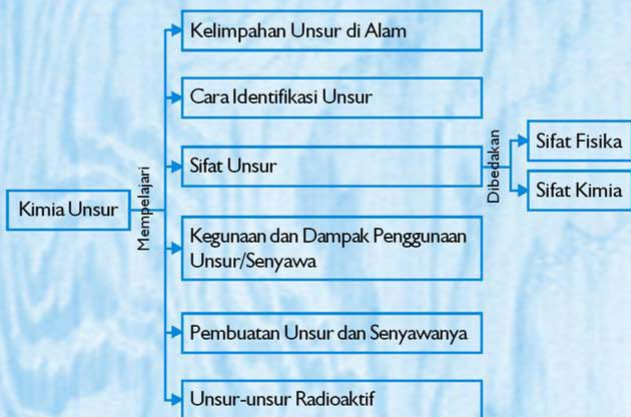 Kelimpahan Unsur di Alam
Cara Identifikasi Unsur
Sifat Unsur
Dibedakan
Sifat Fisika
Sifat Kimia
Kimia Unsur
Mempelajari
Kegunaan dan Dampak Penggunaan
Unsur/Senyawa
Pembuatan Unsur dan Senyawanya
Unsur-unsur Radioaktif